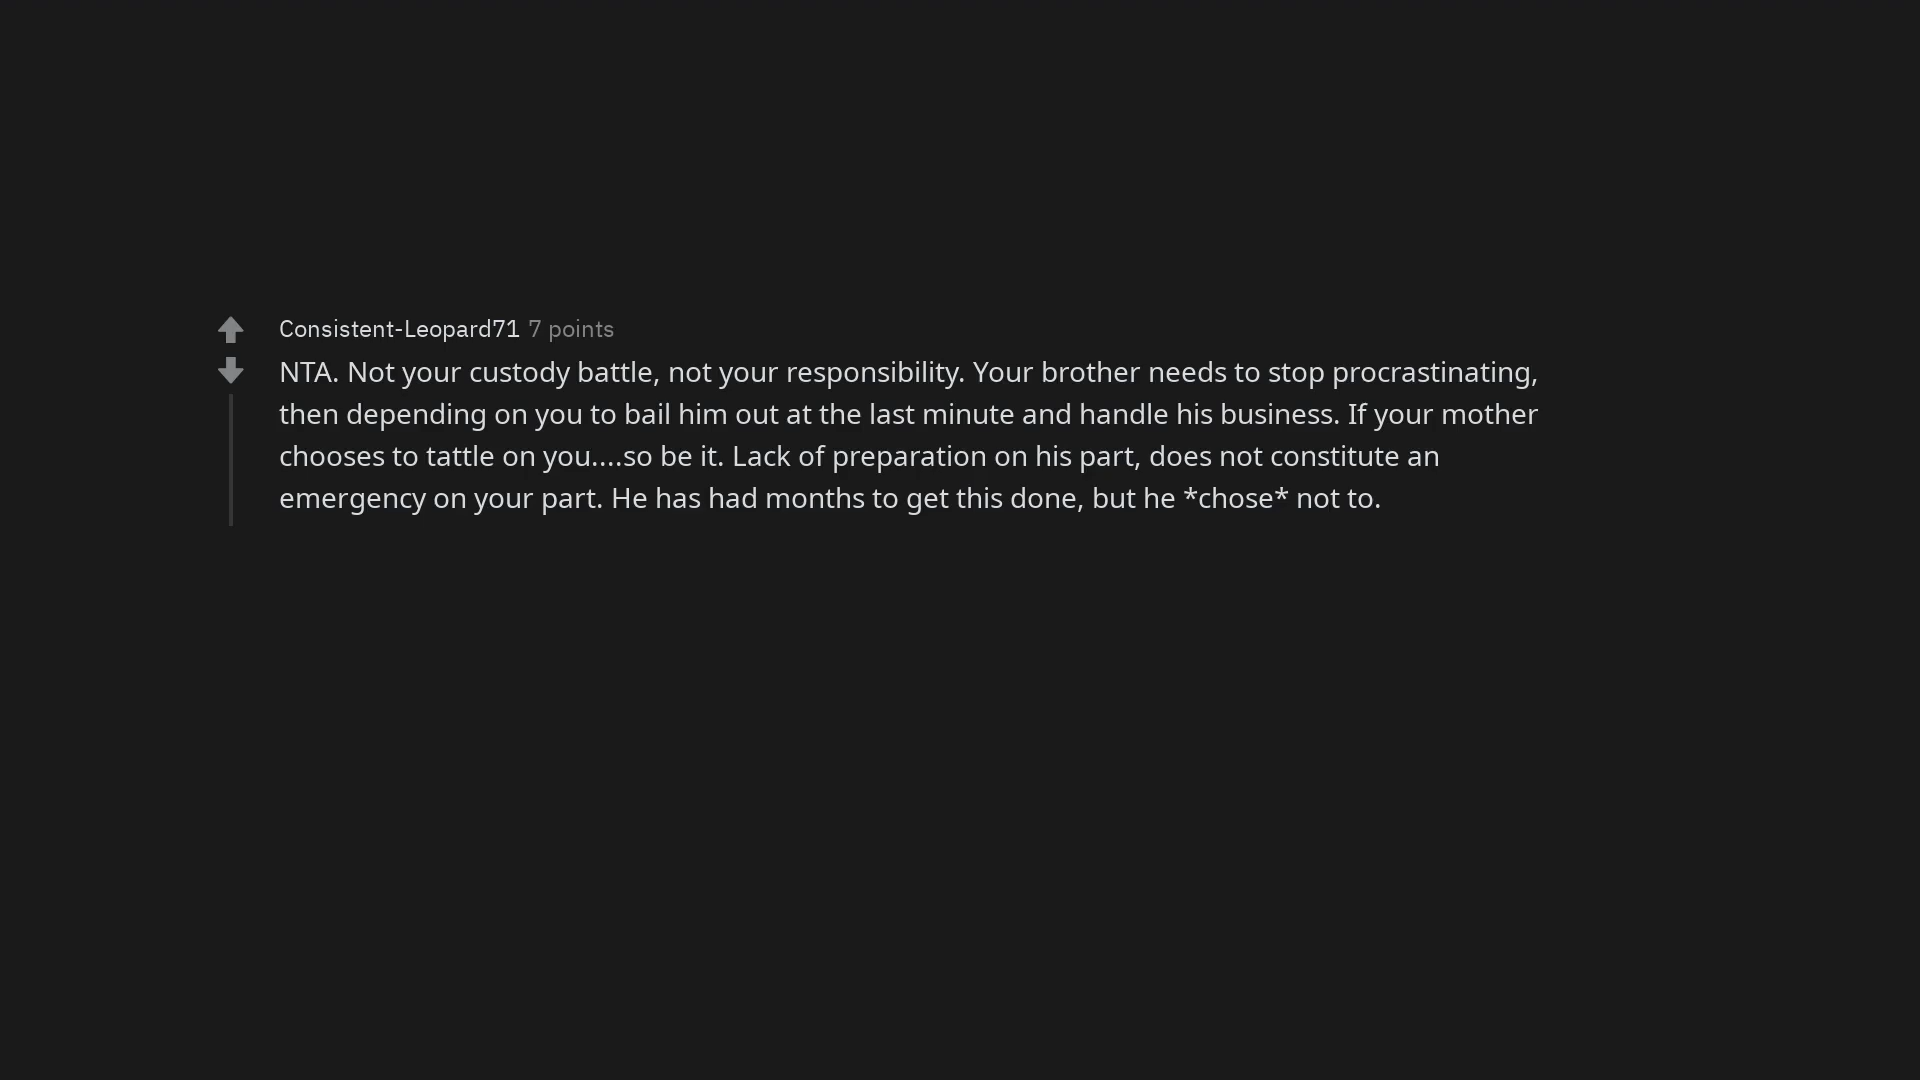 Consistent-Leopard71 7 points
NTA. Not your custody battle, not your responsibility. Your brother needs to stop procrastinating,
then depending on you to bail him out at the last minute and handle his business. If your mother
chooses to tattle on you....so be it. Lack of preparation on his part, does not constitute an
emergency on your part. He has had months to get this done, but he *chose* not to.